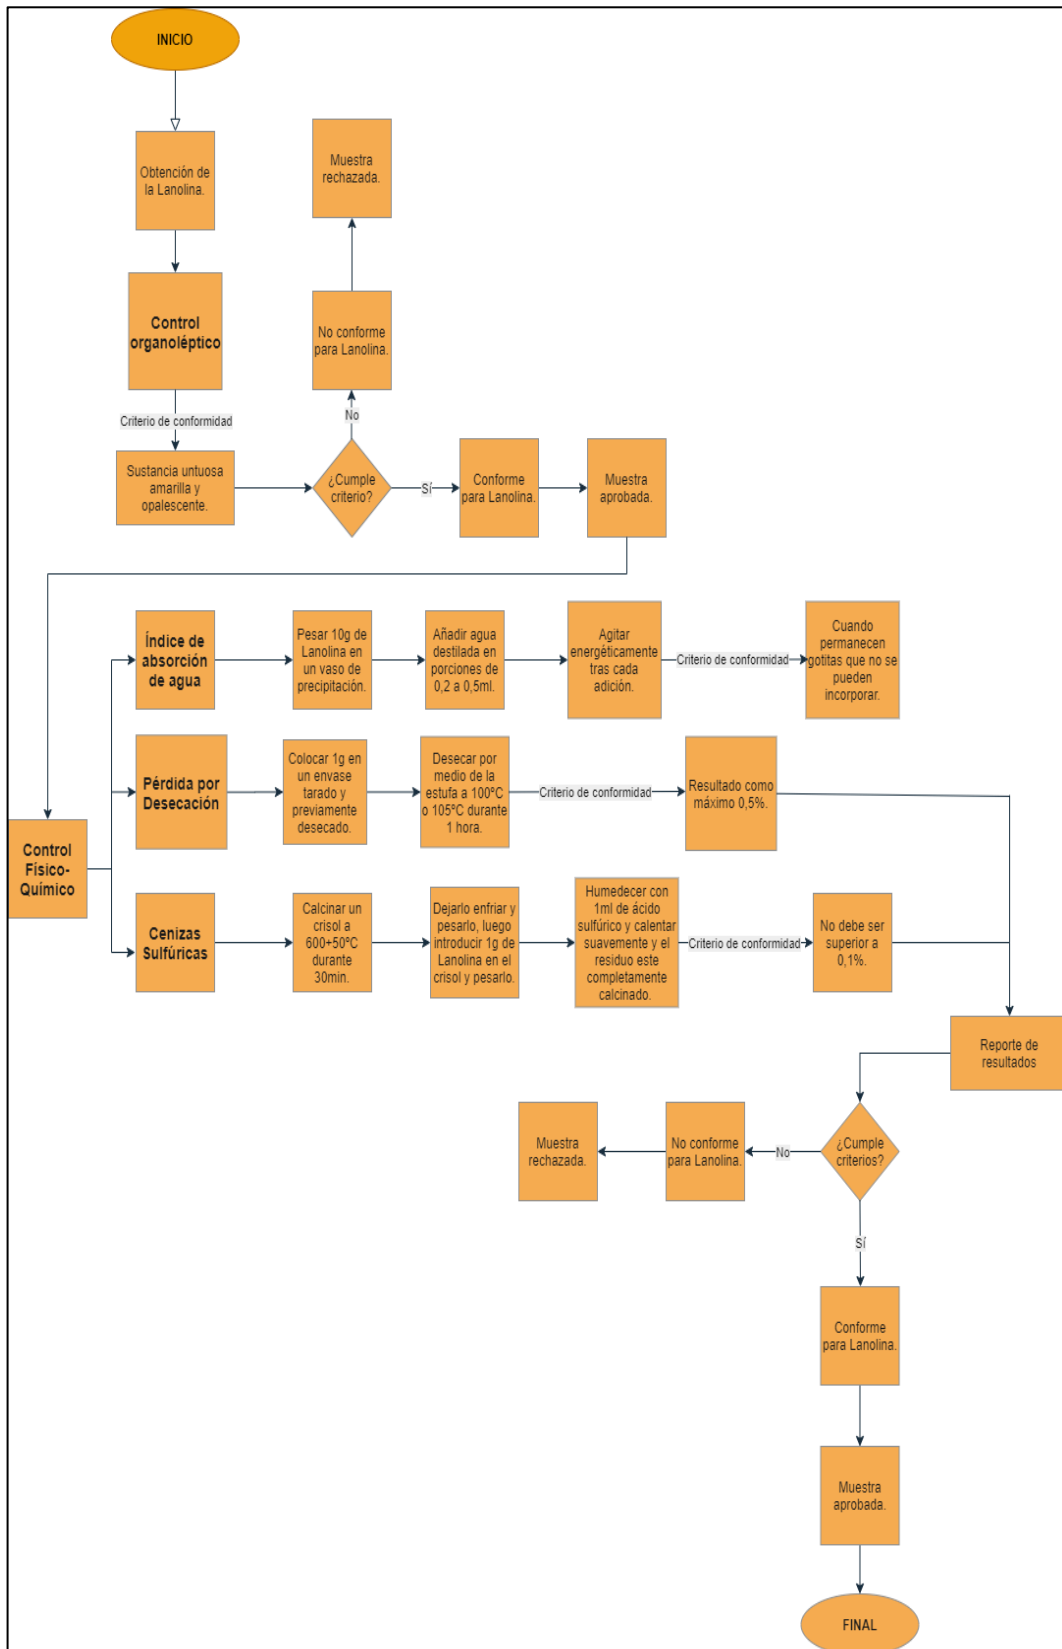 INICIO
Obtención de
la Lanolina.
Control
organoléptico
Criterio de conformidad
Sustancia untuosa
amarilla y
opalescente.
¿Cumple
criterio?
No
No conforme
para Lanolina.
Muestra
rechazada.
Sí
Conforme
para Lanolina.
Muestra
aprobada.
Control
Físico-
Químico
Índice de
absorción
de agua
Pesar 10g de
Lanolina en
un vaso de
precipitación.
Añadir agua
destilada en
porciones de
0,2 a 0,5ml.
Agitar
energéticamente
tras cada
adición.
Criterio de conformidad
Cuando
permanecen
gotitas que no se
pueden
incorporar.
Pérdida por
Desecación
Colocar 1g en
un envase
tarado y
previamente
desecado.
Desecar por
medio de la
estufa a 100ºC
o 105ºC durante
1 hora.
Criterio de conformidad
Resultado como
máximo 0,5%.
Cenizas
Sulfúricas
Calcinar un
crisol a
600+50ºC
durante
30min.
Dejarlo enfriar y
pesarlo, luego
introducir 1g de
Lanolina en el
crisol y pesarlo.
Humedecer con
1ml de ácido
sulfúrico y calentar
suavemente y el
residuo este
completamente
calcinado.
Criterio de conformidad
No debe ser
superior a
0,1%.
Reporte de
resultados
¿Cumple
criterios?
No
No conforme
para Lanolina.
Muestra
rechazada.
Sí
Conforme
para Lanolina.
Muestra
aprobada.
FINAL